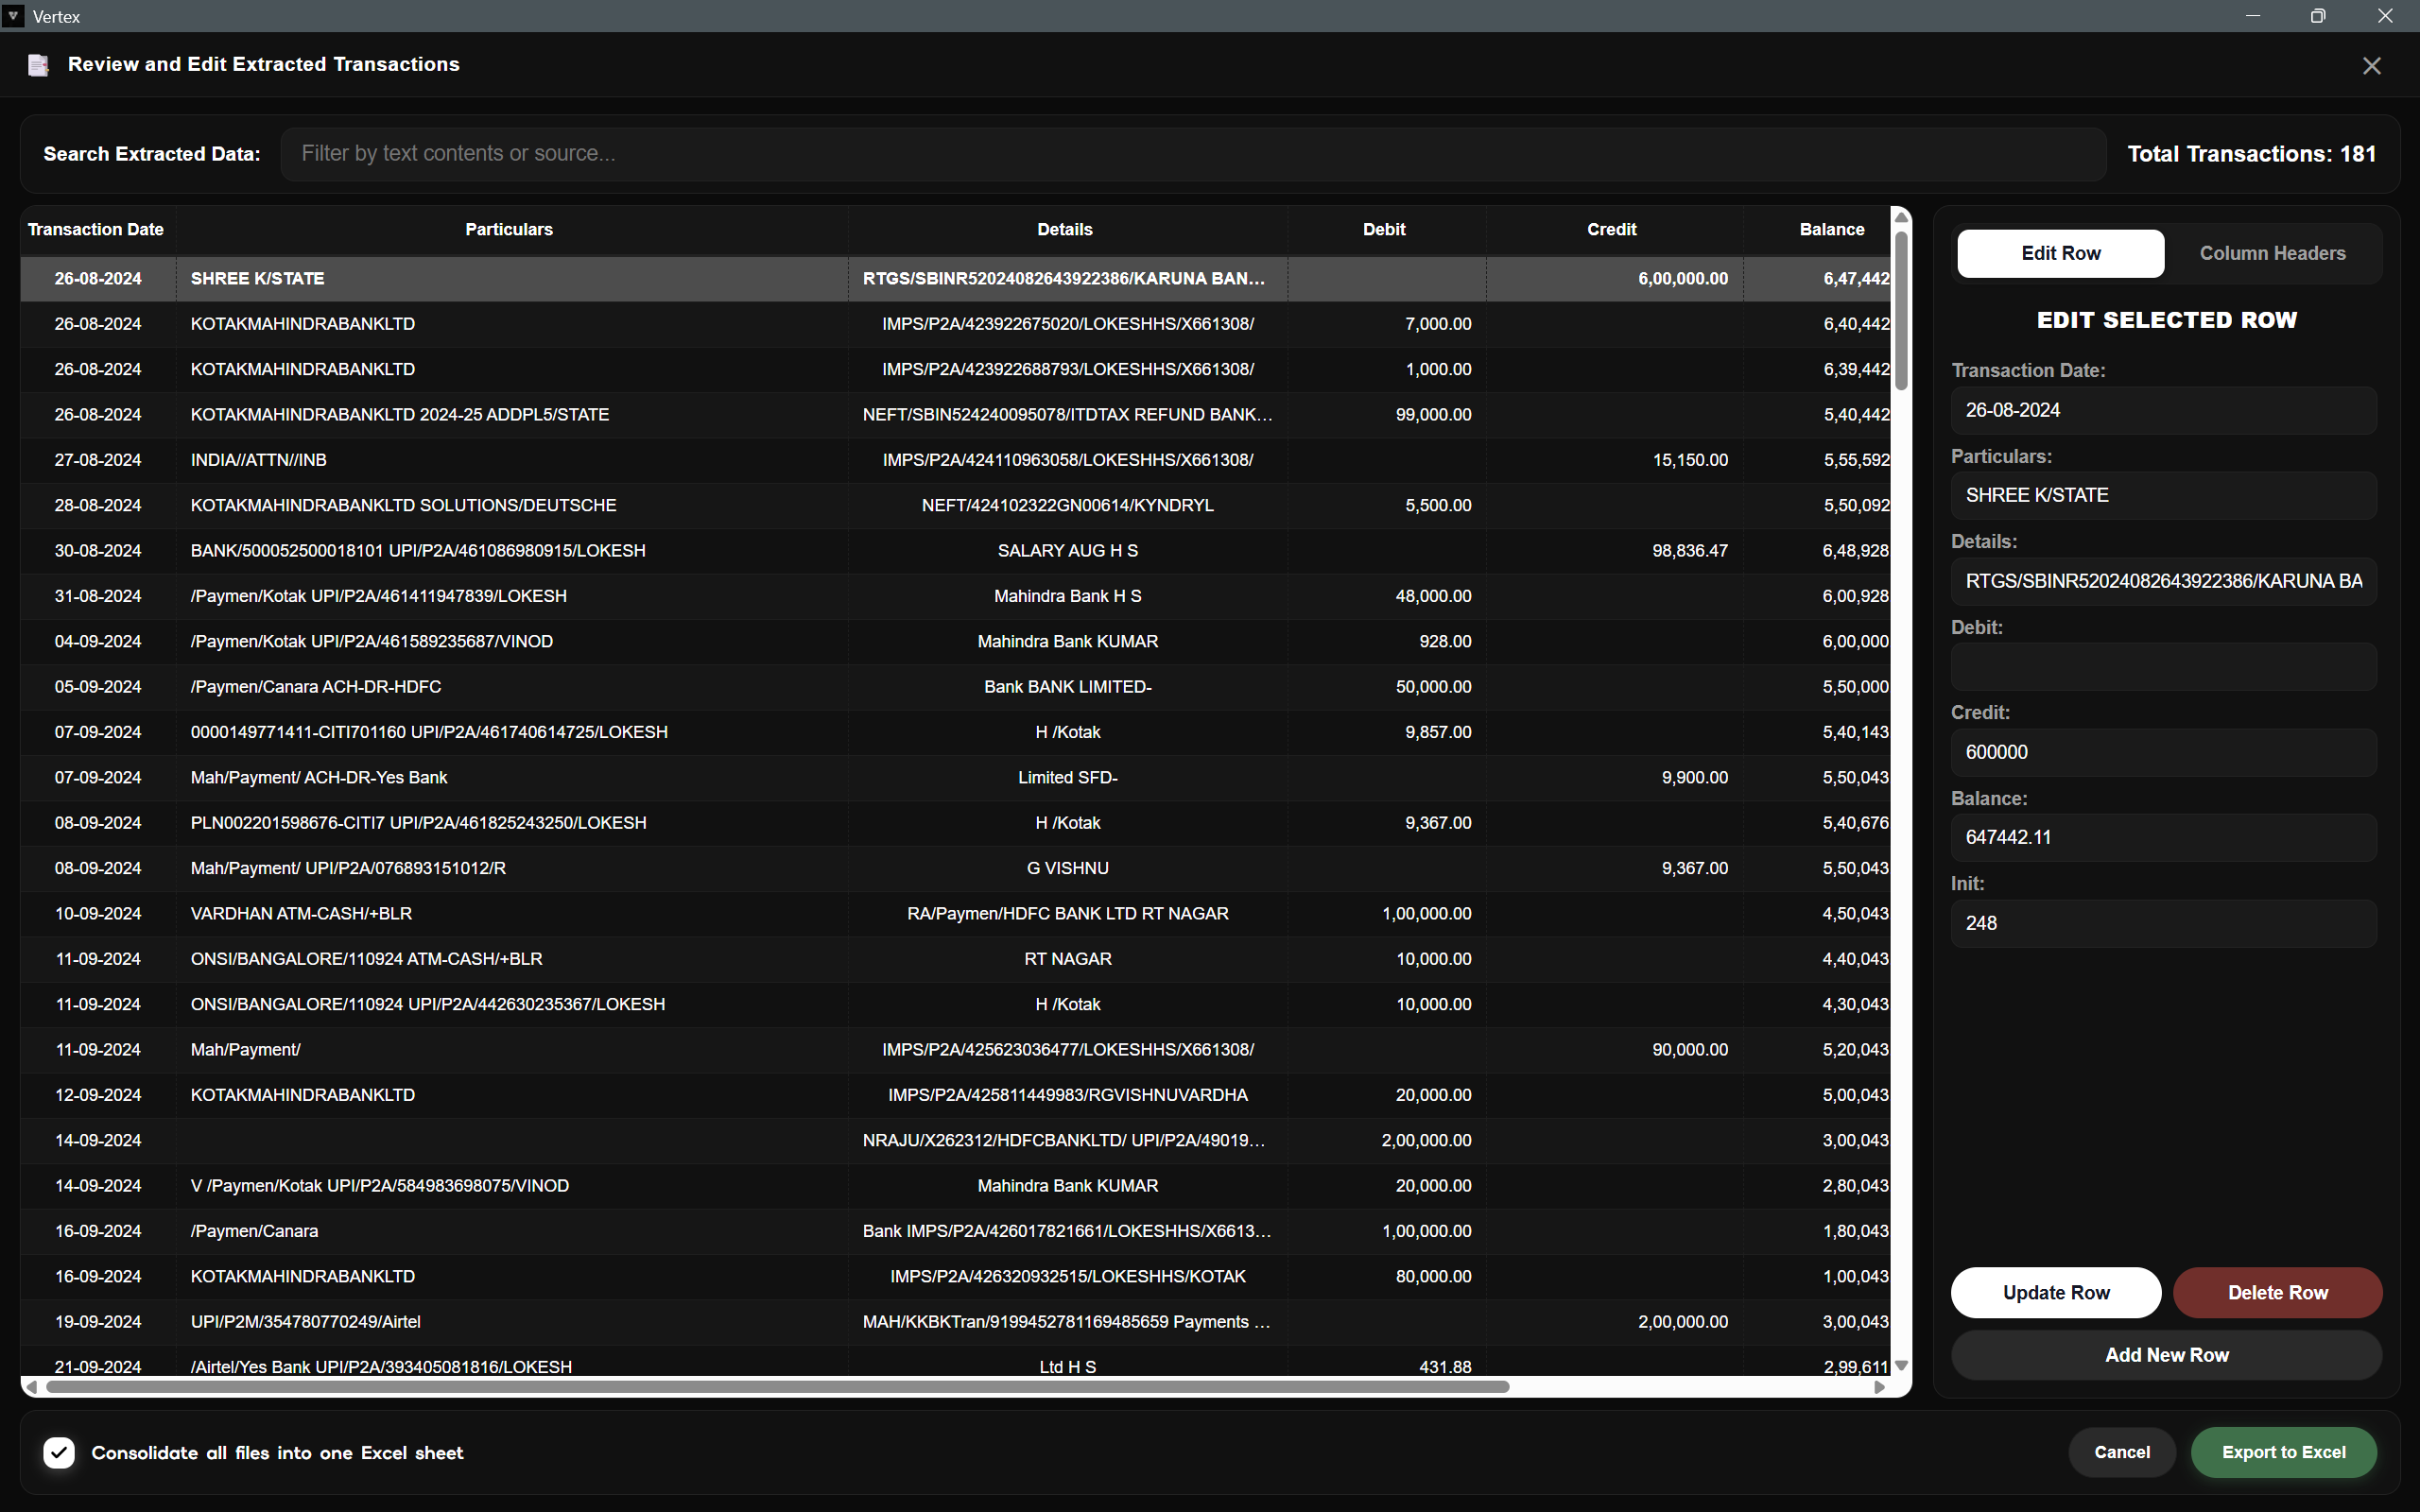 Vertex
Review and Edit Extracted Transactions
Search Extracted Data: Filter by text contents or source... Total Transactions: 181
Transaction Date Particulars Details Debit Credit Balance
26-08-2024 SHREE K/STATE RTGS/SBINR52024082643922386/KARUNA BAN... 6,00,000.00 6,47,442
26-08-2024 KOTAKMAHINDRABANKLTD IMPS/P2A/423922675020/LOKESHHS/X661308/ 7,000.00 6,40,442
26-08-2024 KOTAKMAHINDRABANKLTD IMPS/P2A/423922688793/LOKESHHS/X661308/ 1,000.00 6,39,442
26-08-2024 KOTAKMAHINDRABANKLTD 2024-25 ADDPL5/STATE NEFT/SBIN524240095078/ITDTAX REFUND BANK... 99,000.00 5,40,442
27-08-2024 INDIA//ATTN//INB IMPS/P2A/424110963058/LOKESHHS/X661308/ 15,150.00 5,55,592
28-08-2024 KOTAKMAHINDRABANKLTD SOLUTIONS/DEUTSCHE NEFT/424102322GN00614/KYNDRYL 5,500.00 5,50,092
30-08-2024 BANK/500052500018101 UPI/P2A/461086980915/LOKESH SALARY AUG H S 98,836.47 6,48,928
31-08-2024 /Paymen/Kotak UPI/P2A/461411947839/LOKESH Mahindra Bank H S 48,000.00 6,00,928
04-09-2024 /Paymen/Kotak UPI/P2A/461589235687/VINOD Mahindra Bank KUMAR 928.00 6,00,000
05-09-2024 /Paymen/Canara ACH-DR-HDFC Bank BANK LIMITED- 50,000.00 5,50,000
07-09-2024 0000149771411-CITI701160 UPI/P2A/461740614725/LOKESH H /Kotak 9,857.00 5,40,143
07-09-2024 Mah/Payment/ ACH-DR-Yes Bank Limited SFD- 9,900.00 5,50,043
08-09-2024 PLN002201598676-CITI7 UPI/P2A/461825243250/LOKESH H /Kotak 9,367.00 5,40,676
08-09-2024 Mah/Payment/ UPI/P2A/076893151012/R G VISHNU 9,367.00 5,50,043
10-09-2024 VARDHAN ATM-CASH/+BLR RA/Paymen/HDFC BANK LTD RT NAGAR 1,00,000.00 4,50,043
11-09-2024 ONSI/BANGALORE/110924 ATM-CASH/+BLR RT NAGAR 10,000.00 4,40,043
11-09-2024 ONSI/BANGALORE/110924 UPI/P2A/442630235367/LOKESH H /Kotak 10,000.00 4,30,043
11-09-2024 Mah/Payment/ IMPS/P2A/425623036477/LOKESHHS/X661308/ 90,000.00 5,20,043
12-09-2024 KOTAKMAHINDRABANKLTD IMPS/P2A/425811449983/RGVISHNUVARDHA 20,000.00 5,00,043
14-09-2024 NRAJU/X262312/HDFCBANKLTD/ UPI/P2A/49019... 2,00,000.00 3,00,043
14-09-2024 V /Paymen/Kotak UPI/P2A/584983698075/VINOD Mahindra Bank KUMAR 20,000.00 2,80,043
16-09-2024 /Paymen/Canara Bank IMPS/P2A/426017821661/LOKESHHS/X6613... 1,00,000.00 1,80,043
16-09-2024 KOTAKMAHINDRABANKLTD IMPS/P2A/426320932515/LOKESHHS/KOTAK 80,000.00 1,00,043
19-09-2024 UPI/P2M/354780770249/Airtel MAH/KKBKTran/9199452781169485659 Payments ... 2,00,000.00 3,00,043
21-09-2024 /Airtel/Yes Bank UPI/P2A/393405081816/LOKESH Ltd H S 431.88 2,99,611
Edit Row Column Headers
EDIT SELECTED ROW
Transaction Date:
26-08-2024
Particulars:
SHREE K/STATE
Details:
RTGS/SBINR52024082643922386/KARUNA BA
Debit:
Credit:
600000
Balance:
647442.11
Init:
248
Update Row Delete Row
Add New Row
Consolidate all files into one Excel sheet Cancel Export to Excel